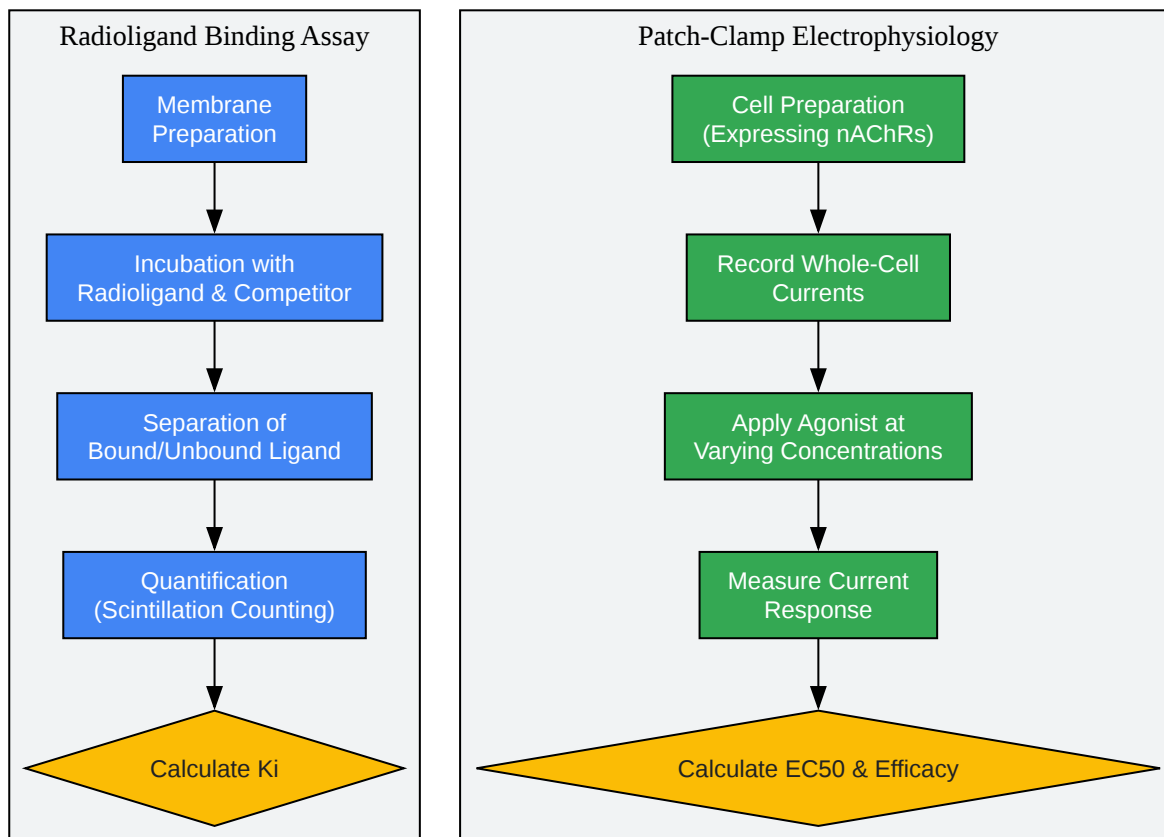 Radioligand Binding Assay
Membrane
Preparation
Incubation with
Radioligand & Competitor
Separation of
Bound/Unbound Ligand
Quantification
(Scintillation Counting)
Calculate Ki
Patch-Clamp Electrophysiology
Cell Preparation
(Expressing nAChRs)
Record Whole-Cell
Currents
Apply Agonist at
Varying Concentrations
Measure Current
Response
Calculate EC50 & Efficacy